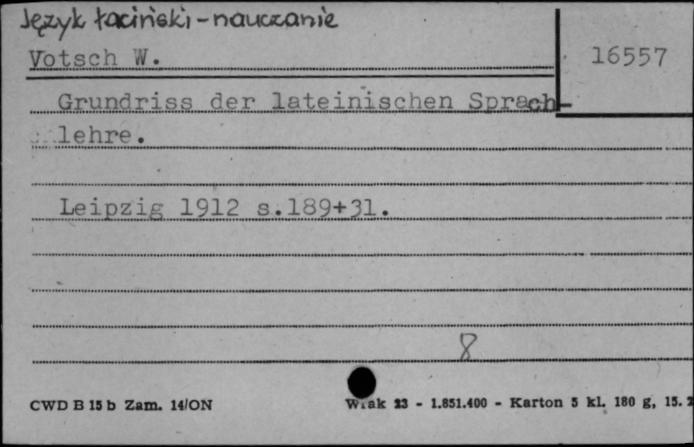 Język łaciński - nauczanie
Votsch W.
16557
Grundriss der lateinischen Sprach-
lehre.
Leipzig 1912 s.189+31.
8
CWD B 15 b Zam. 14/ON
23 - 1.851.400 - Karton 5 kl. 180 g, 15.